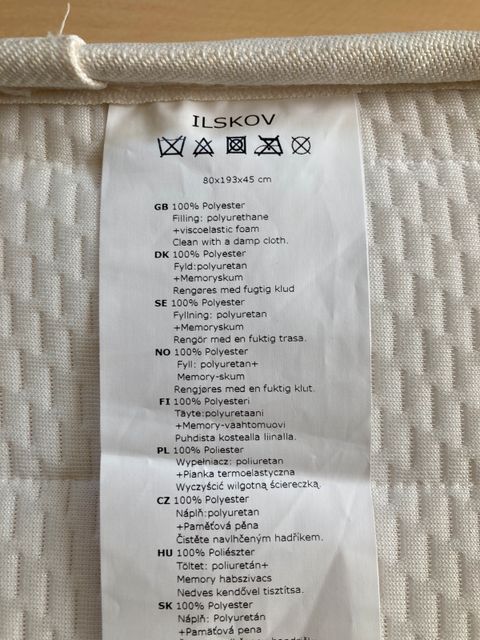 ILSKOV
80x193x45 cm
GB 100% Polyester
Filling: polyurethane
+viscoelastic foam
Clean with a damp cloth.
DK 100% Polyester
Fyld:polyuretan
+Memoryskum
Rengøres med fugtig klud
SE 100% Polyester
Fyllning: polyuretan
+Memoryskum
Rengör med en fuktig trasa.
NO 100% Polyester
Fyll: polyuretan+
Memory-skum
Rengjøres med en fuktig klut.
FI 100% Polyesteri
Täyte:polyuretaani
+Memory-vaahtomuovi
Puhdista kostealla liinalla.
PL 100% Poliester
Wypełniacz: poliuretan
+Pianka termoelastyczna
Wyczyścić wilgotną ściereczką.
CZ 100% Polyester
Náplň:polyuretan
+Paměťová pěna
Čistěte navlhčeným hadříkem.
HU 100% Poliészter
Töltet: poliuretán+
Memory habszivacs
Nedves kendővel tisztítsa.
SK 100% Polyester
Náplň: Polyuretán
+Pamäťová pena